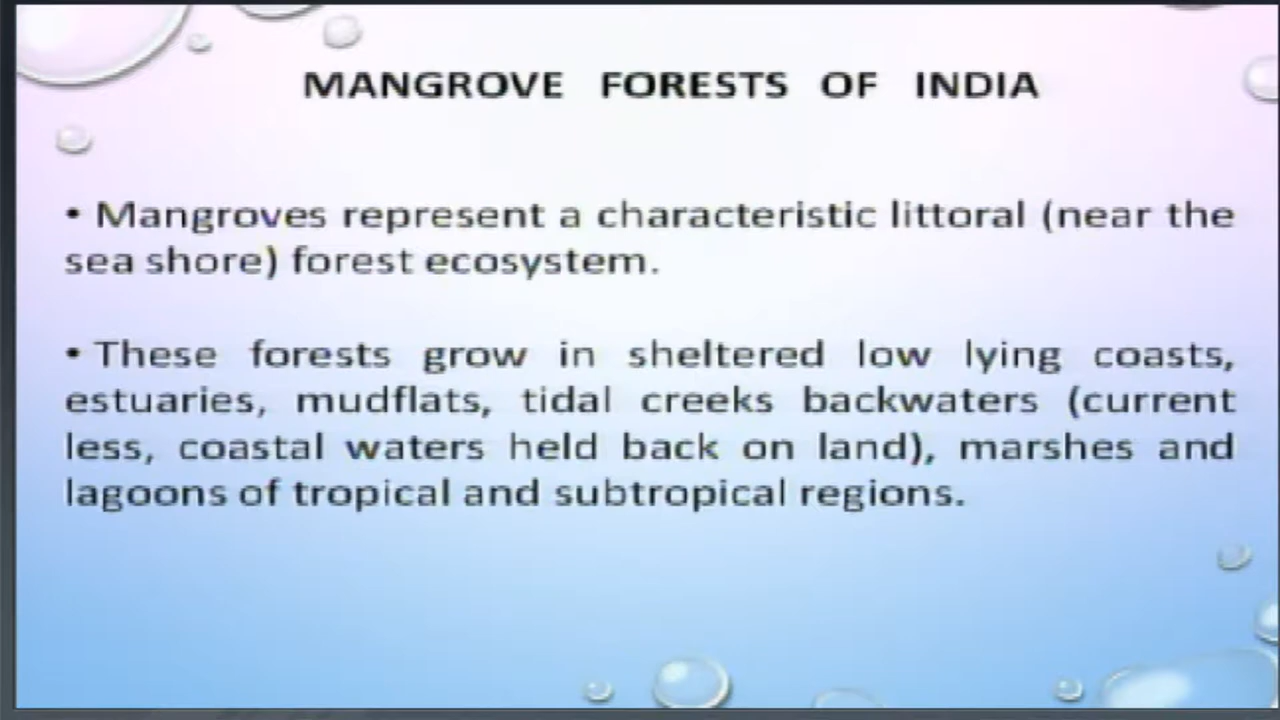 MANGROVE FORESTS OF INDIA
• Mangroves represent a characteristic littoral (near the
sea shore) forest ecosystem.
• These forests grow in sheltered low lying coasts,
estuaries, mudflats, tidal creeks backwaters (current
less, coastal waters held back on land), marshes and
lagoons of tropical and subtropical regions.